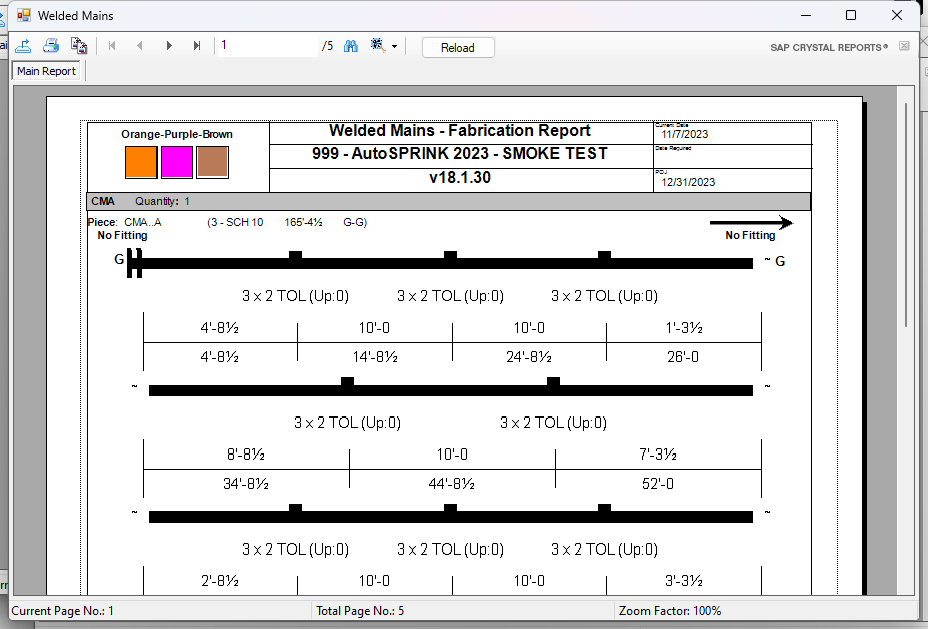 Welded Mains
1 /5 Reload SAP CRYSTAL REPORTS®
Main Report
Orange-Purple-Brown
Welded Mains - Fabrication Report
999 - AutoSPRINK 2023 - SMOKE TEST
v18.1.30
Current Date
11/7/2023
Date Required
PO#
12/31/2023
CMA Quantity: 1
Piece: CMA..A (3 - SCH 10 165'-4½ G-G)
No Fitting No Fitting
G ~ G
3 x 2 TOL (Up:0) 3 x 2 TOL (Up:0) 3 x 2 TOL (Up:0)
4'-8½ 10'-0 10'-0 1'-3½
4'-8½ 14'-8½ 24'-8½ 26'-0
~ ~
3 x 2 TOL (Up:0) 3 x 2 TOL (Up:0)
8'-8½ 10'-0 7'-3½
34'-8½ 44'-8½ 52'-0
~ ~
3 x 2 TOL (Up:0) 3 x 2 TOL (Up:0) 3 x 2 TOL (Up:0)
2'-8½ 10'-0 10'-0 3'-3½
Current Page No.: 1 Total Page No.: 5 Zoom Factor: 100%